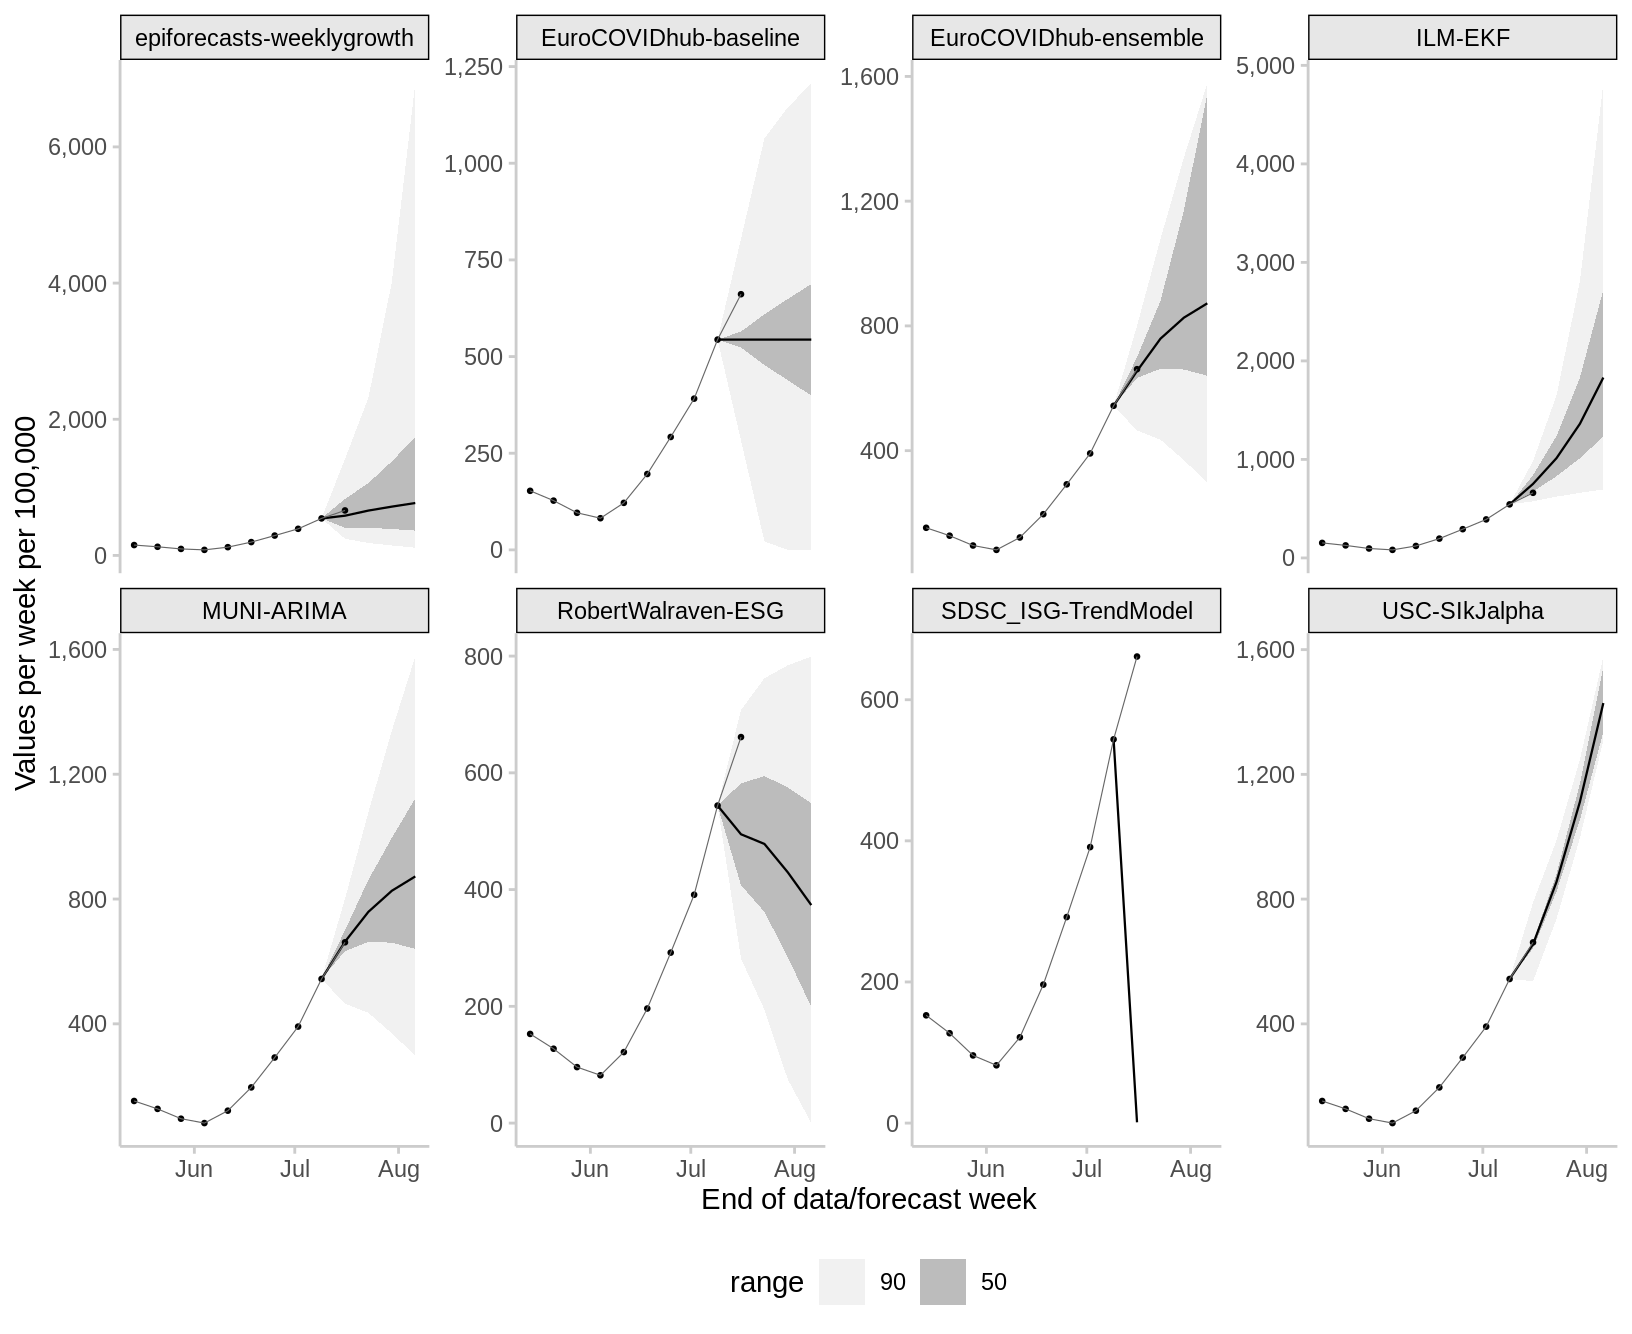 epiforecasts-weeklygrowth
EuroCOVIDhub-baseline
EuroCOVIDhub-ensemble
ILM-EKF
6,000
4,000
2,000
0
1,250
1,000
750
500
250
0
1,600
1,200
800
400
5,000
4,000
3,000
2,000
1,000
0
Values per week per 100,000
MUNI-ARIMA
RobertWalraven-ESG
SDSC_ISG-TrendModel
USC-SIkJalpha
1,600
1,200
800
400
800
600
400
200
0
600
400
200
0
1,600
1,200
800
400
Jun Jul Aug
Jun Jul Aug
Jun Jul Aug
Jun Jul Aug
End of data/forecast week
range 90 50